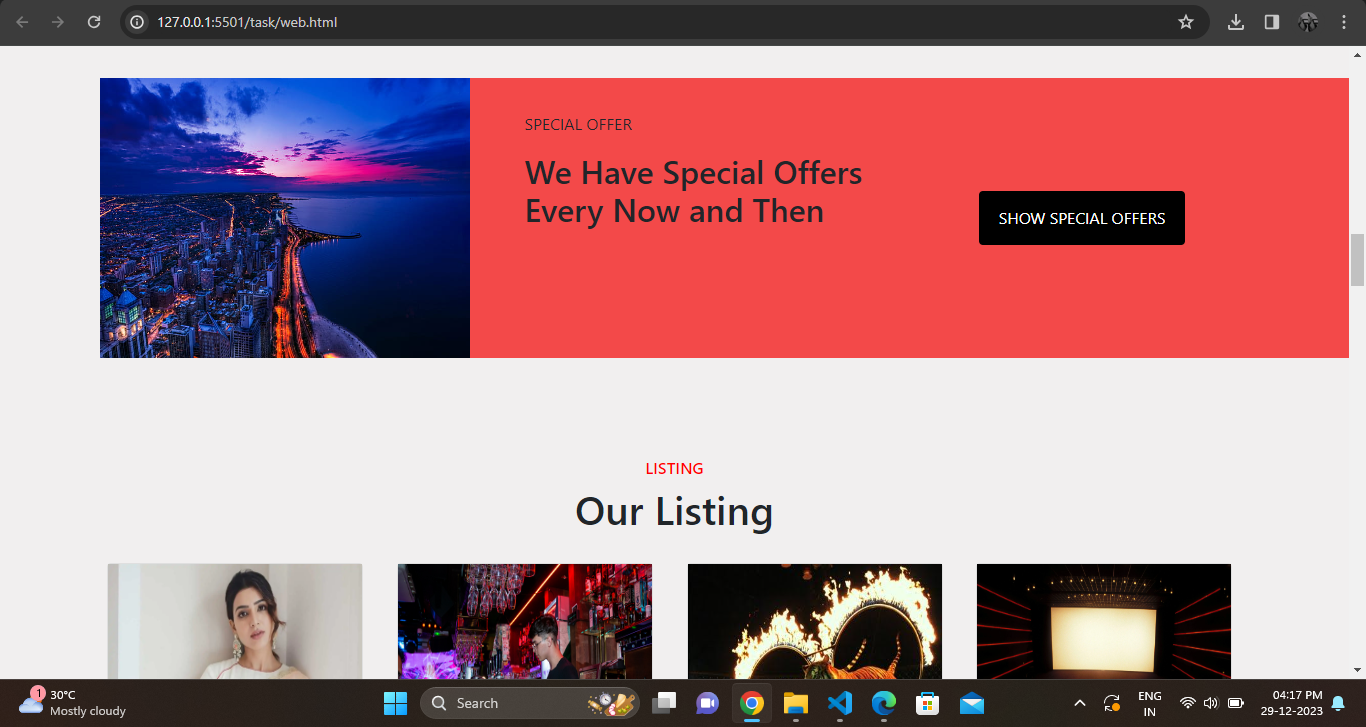 127.0.0.1:5501/task/web.html
SPECIAL OFFER
We Have Special Offers
Every Now and Then
SHOW SPECIAL OFFERS
LISTING
Our Listing
1
30°C
Mostly cloudy
Search
ENG
IN
04:17 PM
29-12-2023